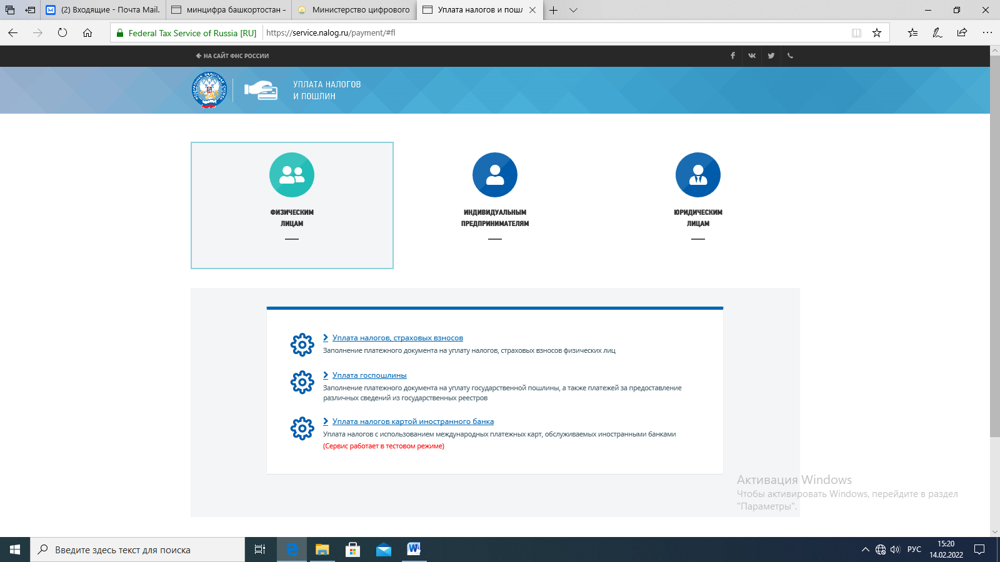 (2) Входящие - Почта Mail.
минцифра башкортостан –
Министерство цифрового
Уплата налогов и пошл
Federal Tax Service of Russia [RU]
https://service.nalog.ru/payment/#fl
НА САЙТ ФНС РОССИИ
УПЛАТА НАЛОГОВ
И ПОШЛИН
ФИЗИЧЕСКИМ
ЛИЦАМ
ИНДИВИДУАЛЬНЫМ
ПРЕДПРИНИМАТЕЛЯМ
ЮРИДИЧЕСКИМ
ЛИЦАМ
Уплата налогов, страховых взносов
Заполнение платежного документа на уплату налогов, страховых взносов физических лиц
Уплата госпошлины
Заполнение платежного документа на уплату государственной пошлины, а также платежей за предоставление
различных сведений из государственных реестров
Уплата налогов картой иностранного банка
Уплата налогов с использованием международных платежных карт, обслуживаемых иностранными банками
(Сервис работает в тестовом режиме)
Активация Windows
Чтобы активировать Windows, перейдите в раздел
"Параметры".
Введите здесь текст для поиска
РУС
15:20
14.02.2022